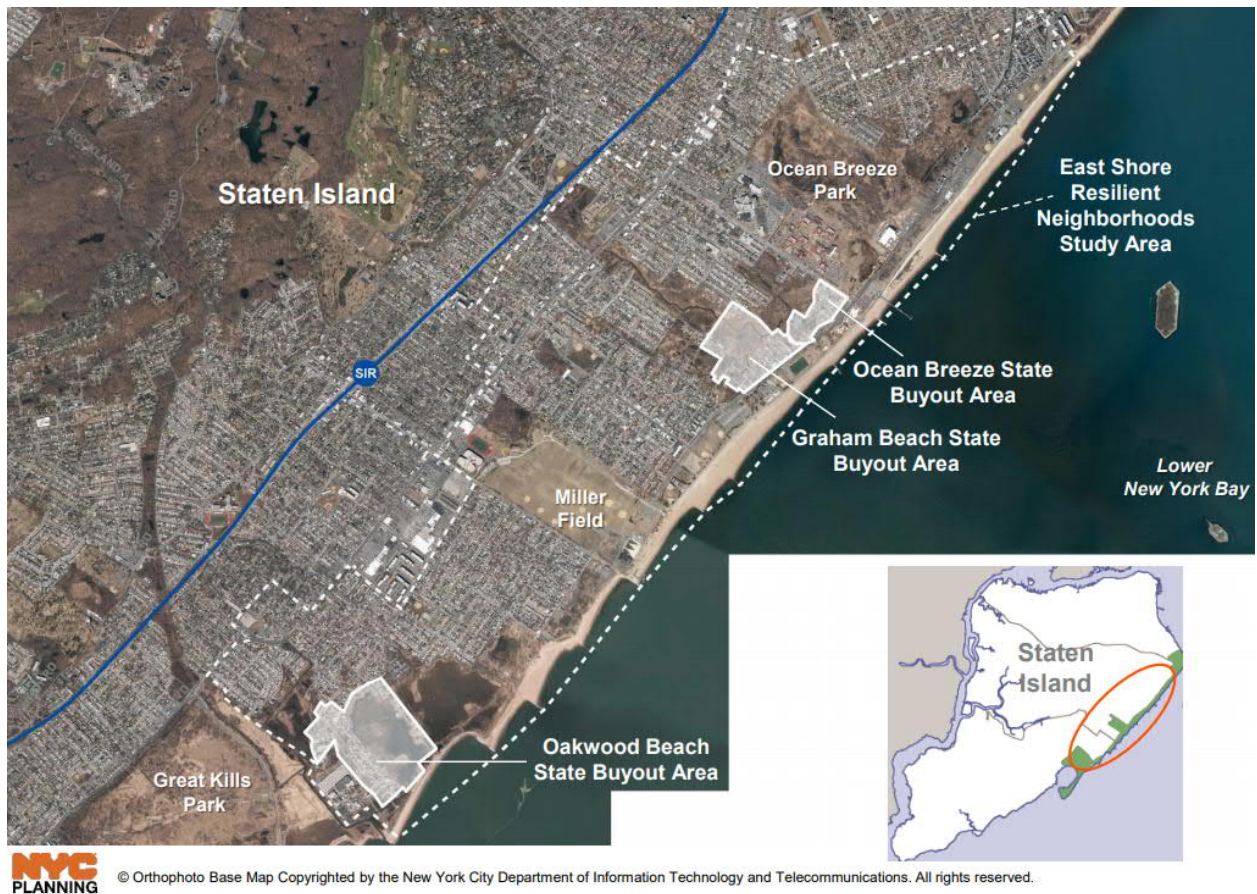 Staten Island
Ocean Breeze
Park
East Shore
Resilient
Neighborhoods
Study Area
SIR
Ocean Breeze State
Buyout Area
Graham Beach State
Buyout Area
Lower
New York Bay
Miller
Field
Oakwood Beach
State Buyout Area
Great Kills
Park
Staten
Island
NYC
PLANNING
© Orthophoto Base Map Copyrighted by the New York City Department of Information Technology and Telecommunications. All rights reserved.